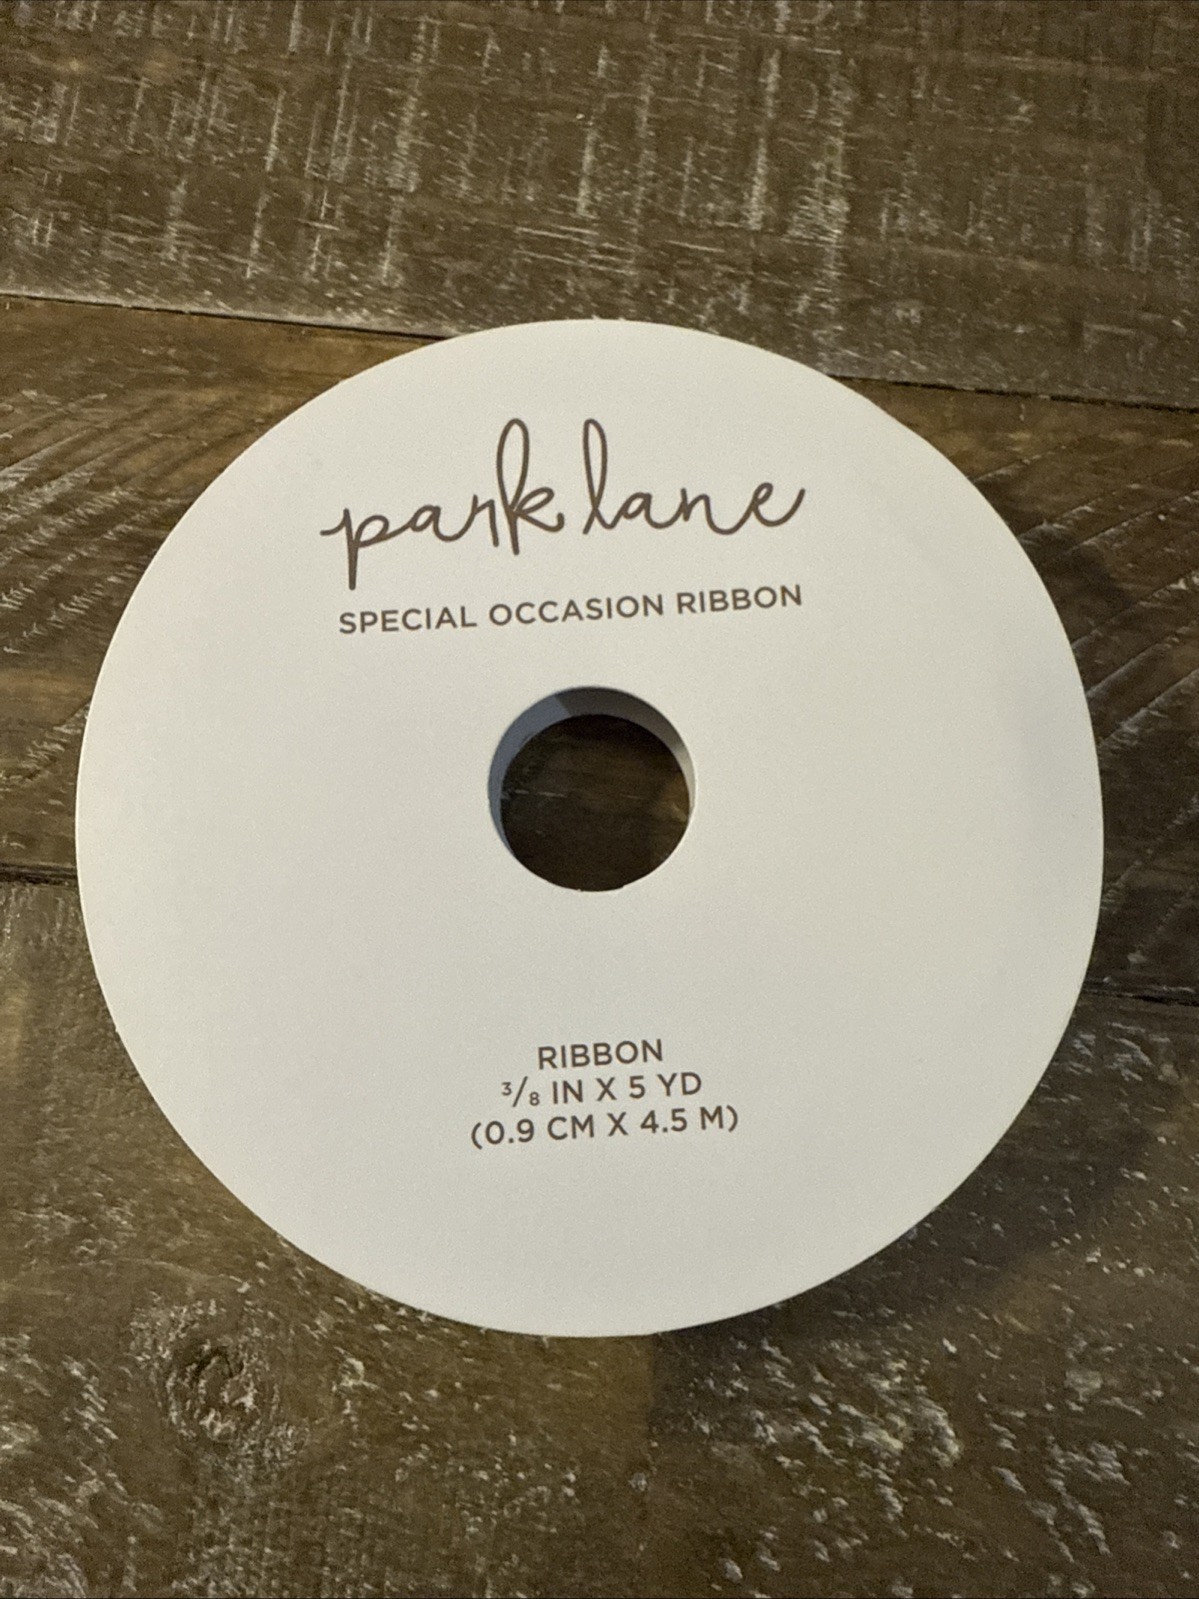 park lane
SPECIAL OCCASION RIBBON
RIBBON
3/8 IN X 5 YD
(0.9 CM X 4.5 M)